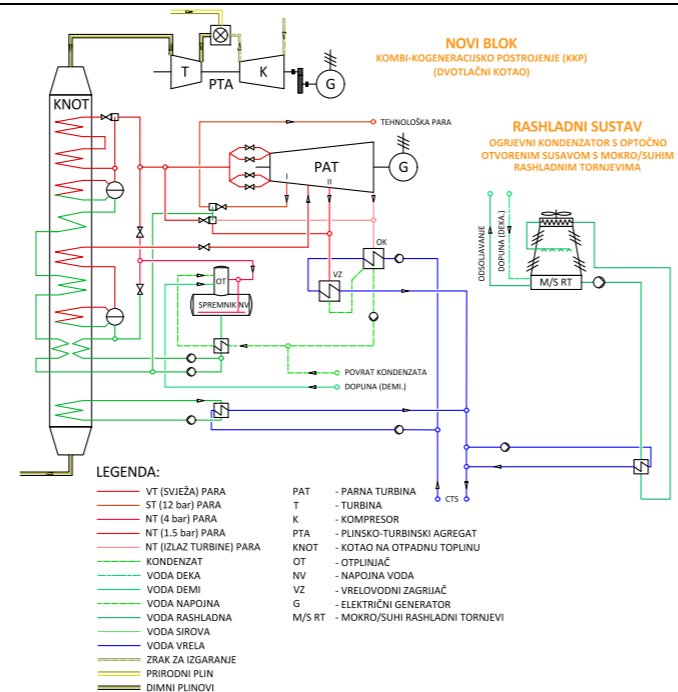 NOVI BLOK
KOMBI-KOGENERACIJSKO POSTROJENJE (KKP)
(DVOTLAČNI KOTAO)
T
PTA
K
G
KNOT
TEHNOLOŠKA PARA
PAT
G
I
II
RASHLADNI SUSTAV
OGRJEVNI KONDENZATOR S OPTOČNO
OTVORENIM SUSAVOM S MOKRO/SUHIM
RASHLADNIM TORNJEVIMA
ODSOLJAVANJE
DOPUNA (DEKA.)
M/S RT
OK
VZ
OT
SPREMNIK NV
POVRAT KONDENZATA
DOPUNA (DEMI.)
CTS
LEGENDA:
VT (SVJEŽA) PARA
ST (12 bar) PARA
NT (4 bar) PARA
NT (1.5 bar) PARA
NT (IZLAZ TURBINE) PARA
KONDENZAT
VODA DEKA
VODA DEMI
VODA NAPOJNA
VODA RASHLADNA
VODA SIROVA
VODA VRELA
ZRAK ZA IZGARANJE
PRIRODNI PLIN
DIMNI PLINOVI
PAT - PARNA TURBINA
T - TURBINA
K - KOMPRESOR
PTA - PLINSKO-TURBINSKI AGREGAT
KNOT - KOTAO NA OTPADNU TOPLINU
OT - OTPLINJAČ
NV - NAPOJNA VODA
VZ - VRELOVODNI ZAGRIJAČ
G - ELEKTRIČNI GENERATOR
M/S RT - MOKRO/SUHI RASHLADNI TORNJEVI